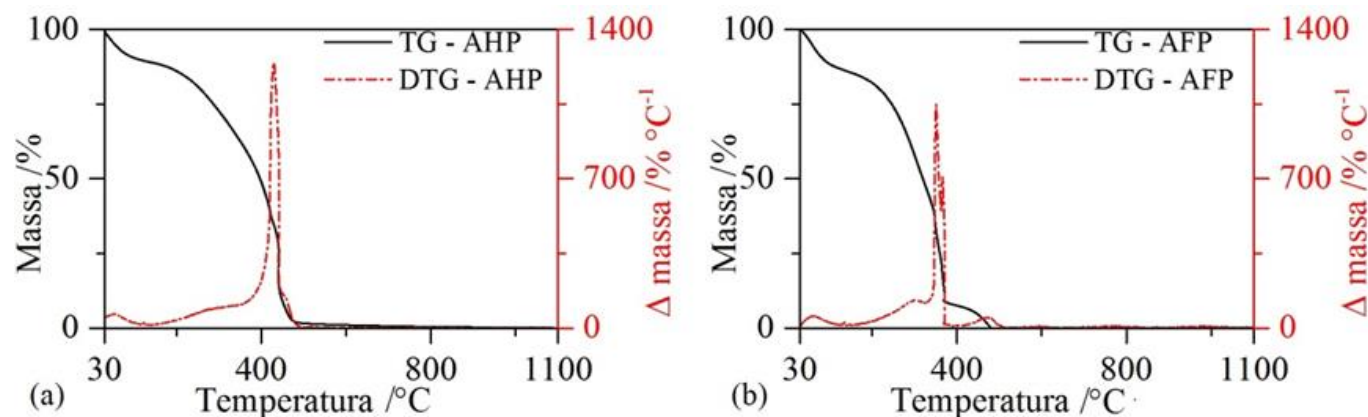 100
50
0
Massa /%
TG - AHP
DTG - AHP
1400
700
0
Δ massa /% °C⁻¹
30
400
800
1100
(a)
Temperatura /°C
100
50
0
Massa /%
TG - AFP
DTG - AFP
1400
700
0
Δ massa /% °C⁻¹
30
400
800
1100
(b)
Temperatura /°C